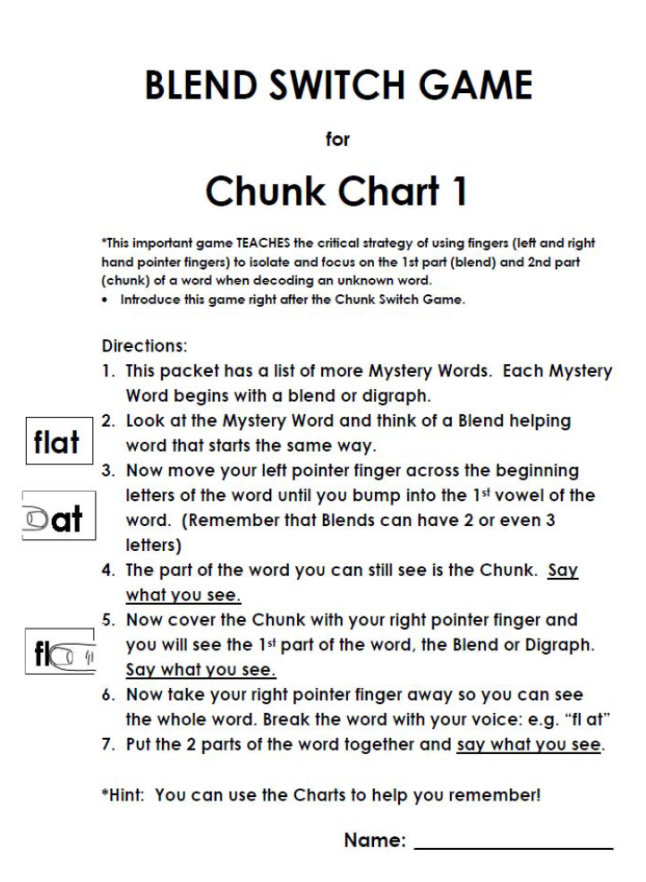 BLEND SWITCH GAME
for
Chunk Chart 1
*This important game TEACHES the critical strategy of using fingers (left and right
hand pointer fingers) to isolate and focus on the 1st part (blend) and 2nd part
(chunk) of a word when decoding an unknown word.
• Introduce this game right after the Chunk Switch Game.
Directions:
1. This packet has a list of more Mystery Words. Each Mystery
Word begins with a blend or digraph.
2. Look at the Mystery Word and think of a Blend helping
word that starts the same way.
flat
3. Now move your left pointer finger across the beginning
letters of the word until you bump into the 1st vowel of the
word. (Remember that Blends can have 2 or even 3
letters)
at
4. The part of the word you can still see is the Chunk. Say
what you see.
5. Now cover the Chunk with your right pointer finger and
you will see the 1st part of the word, the Blend or Digraph.
Say what you see.
fl
6. Now take your right pointer finger away so you can see
the whole word. Break the word with your voice: e.g. “fl at”
7. Put the 2 parts of the word together and say what you see.
*Hint: You can use the Charts to help you remember!
Name: ____________________